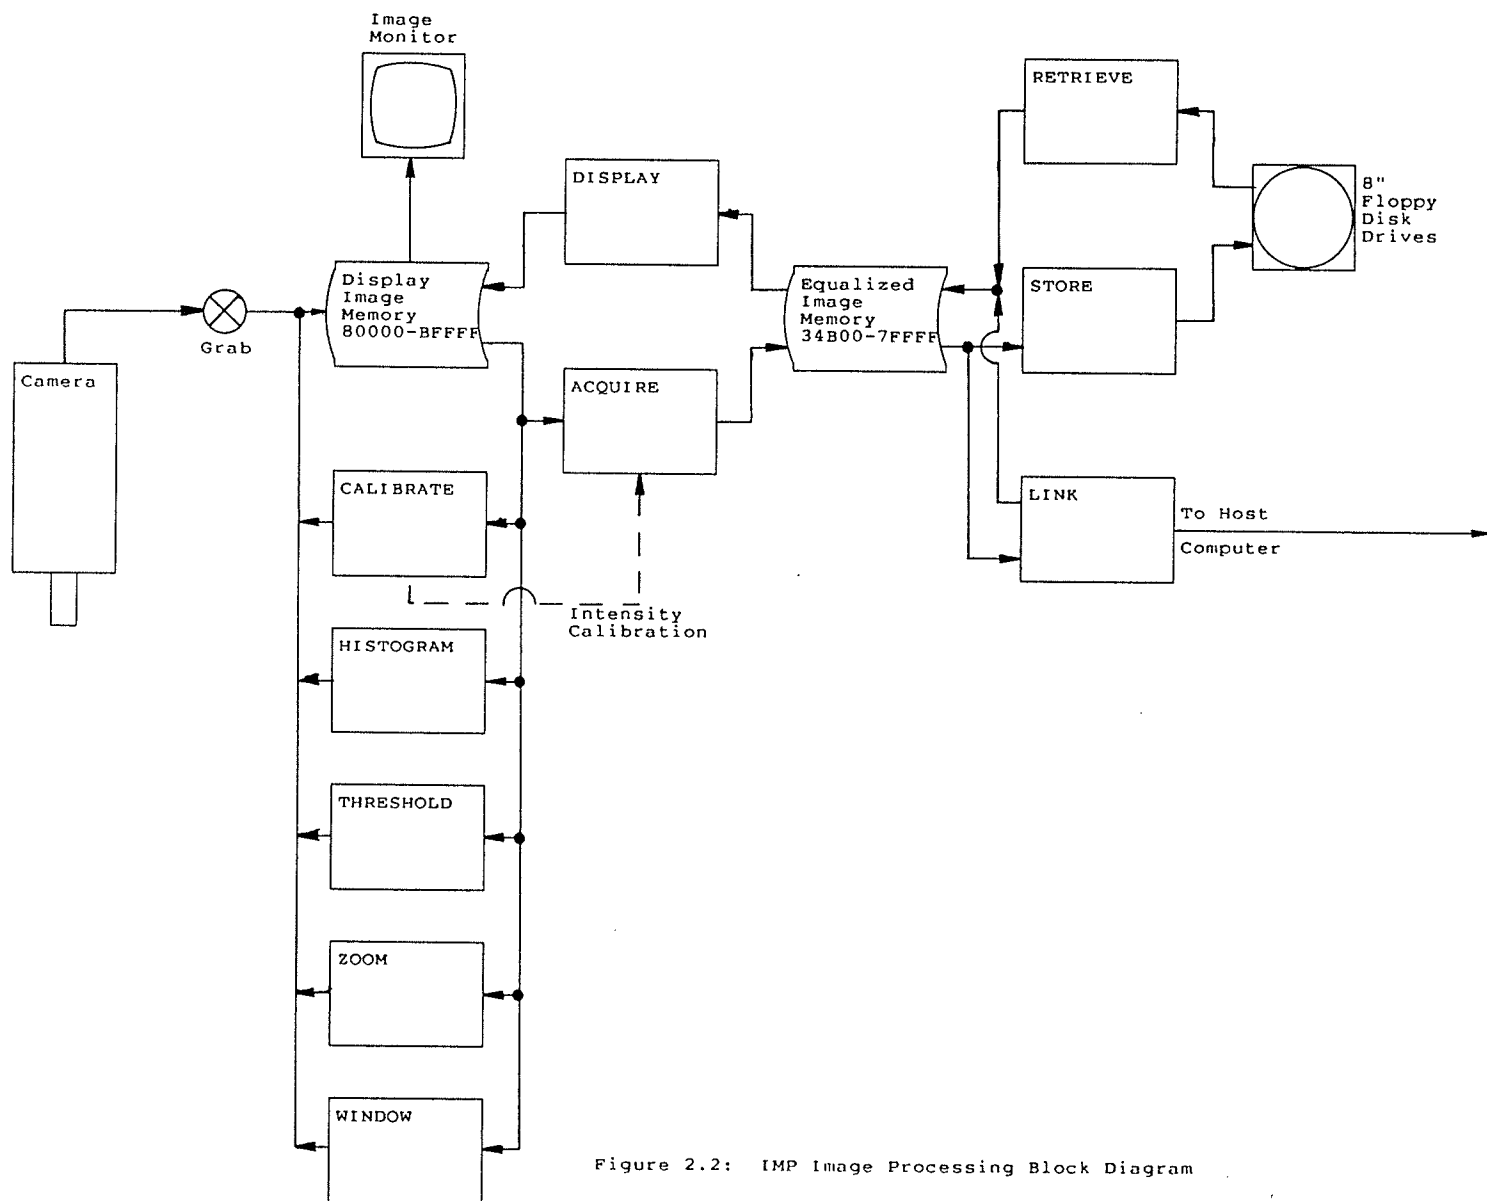 Image
Monitor
RETRIEVE
DISPLAY
8"
Floppy
Disk
Drives
Display
Image
Memory
80000-BFFFF
Equalized
Image
Memory
34B00-7FFFF
STORE
Grab
Camera
ACQUIRE
CALIBRATE
LINK
To Host
Computer
Intensity
Calibration
HISTOGRAM
THRESHOLD
ZOOM
WINDOW
Figure 2.2: IMP Image Processing Block Diagram